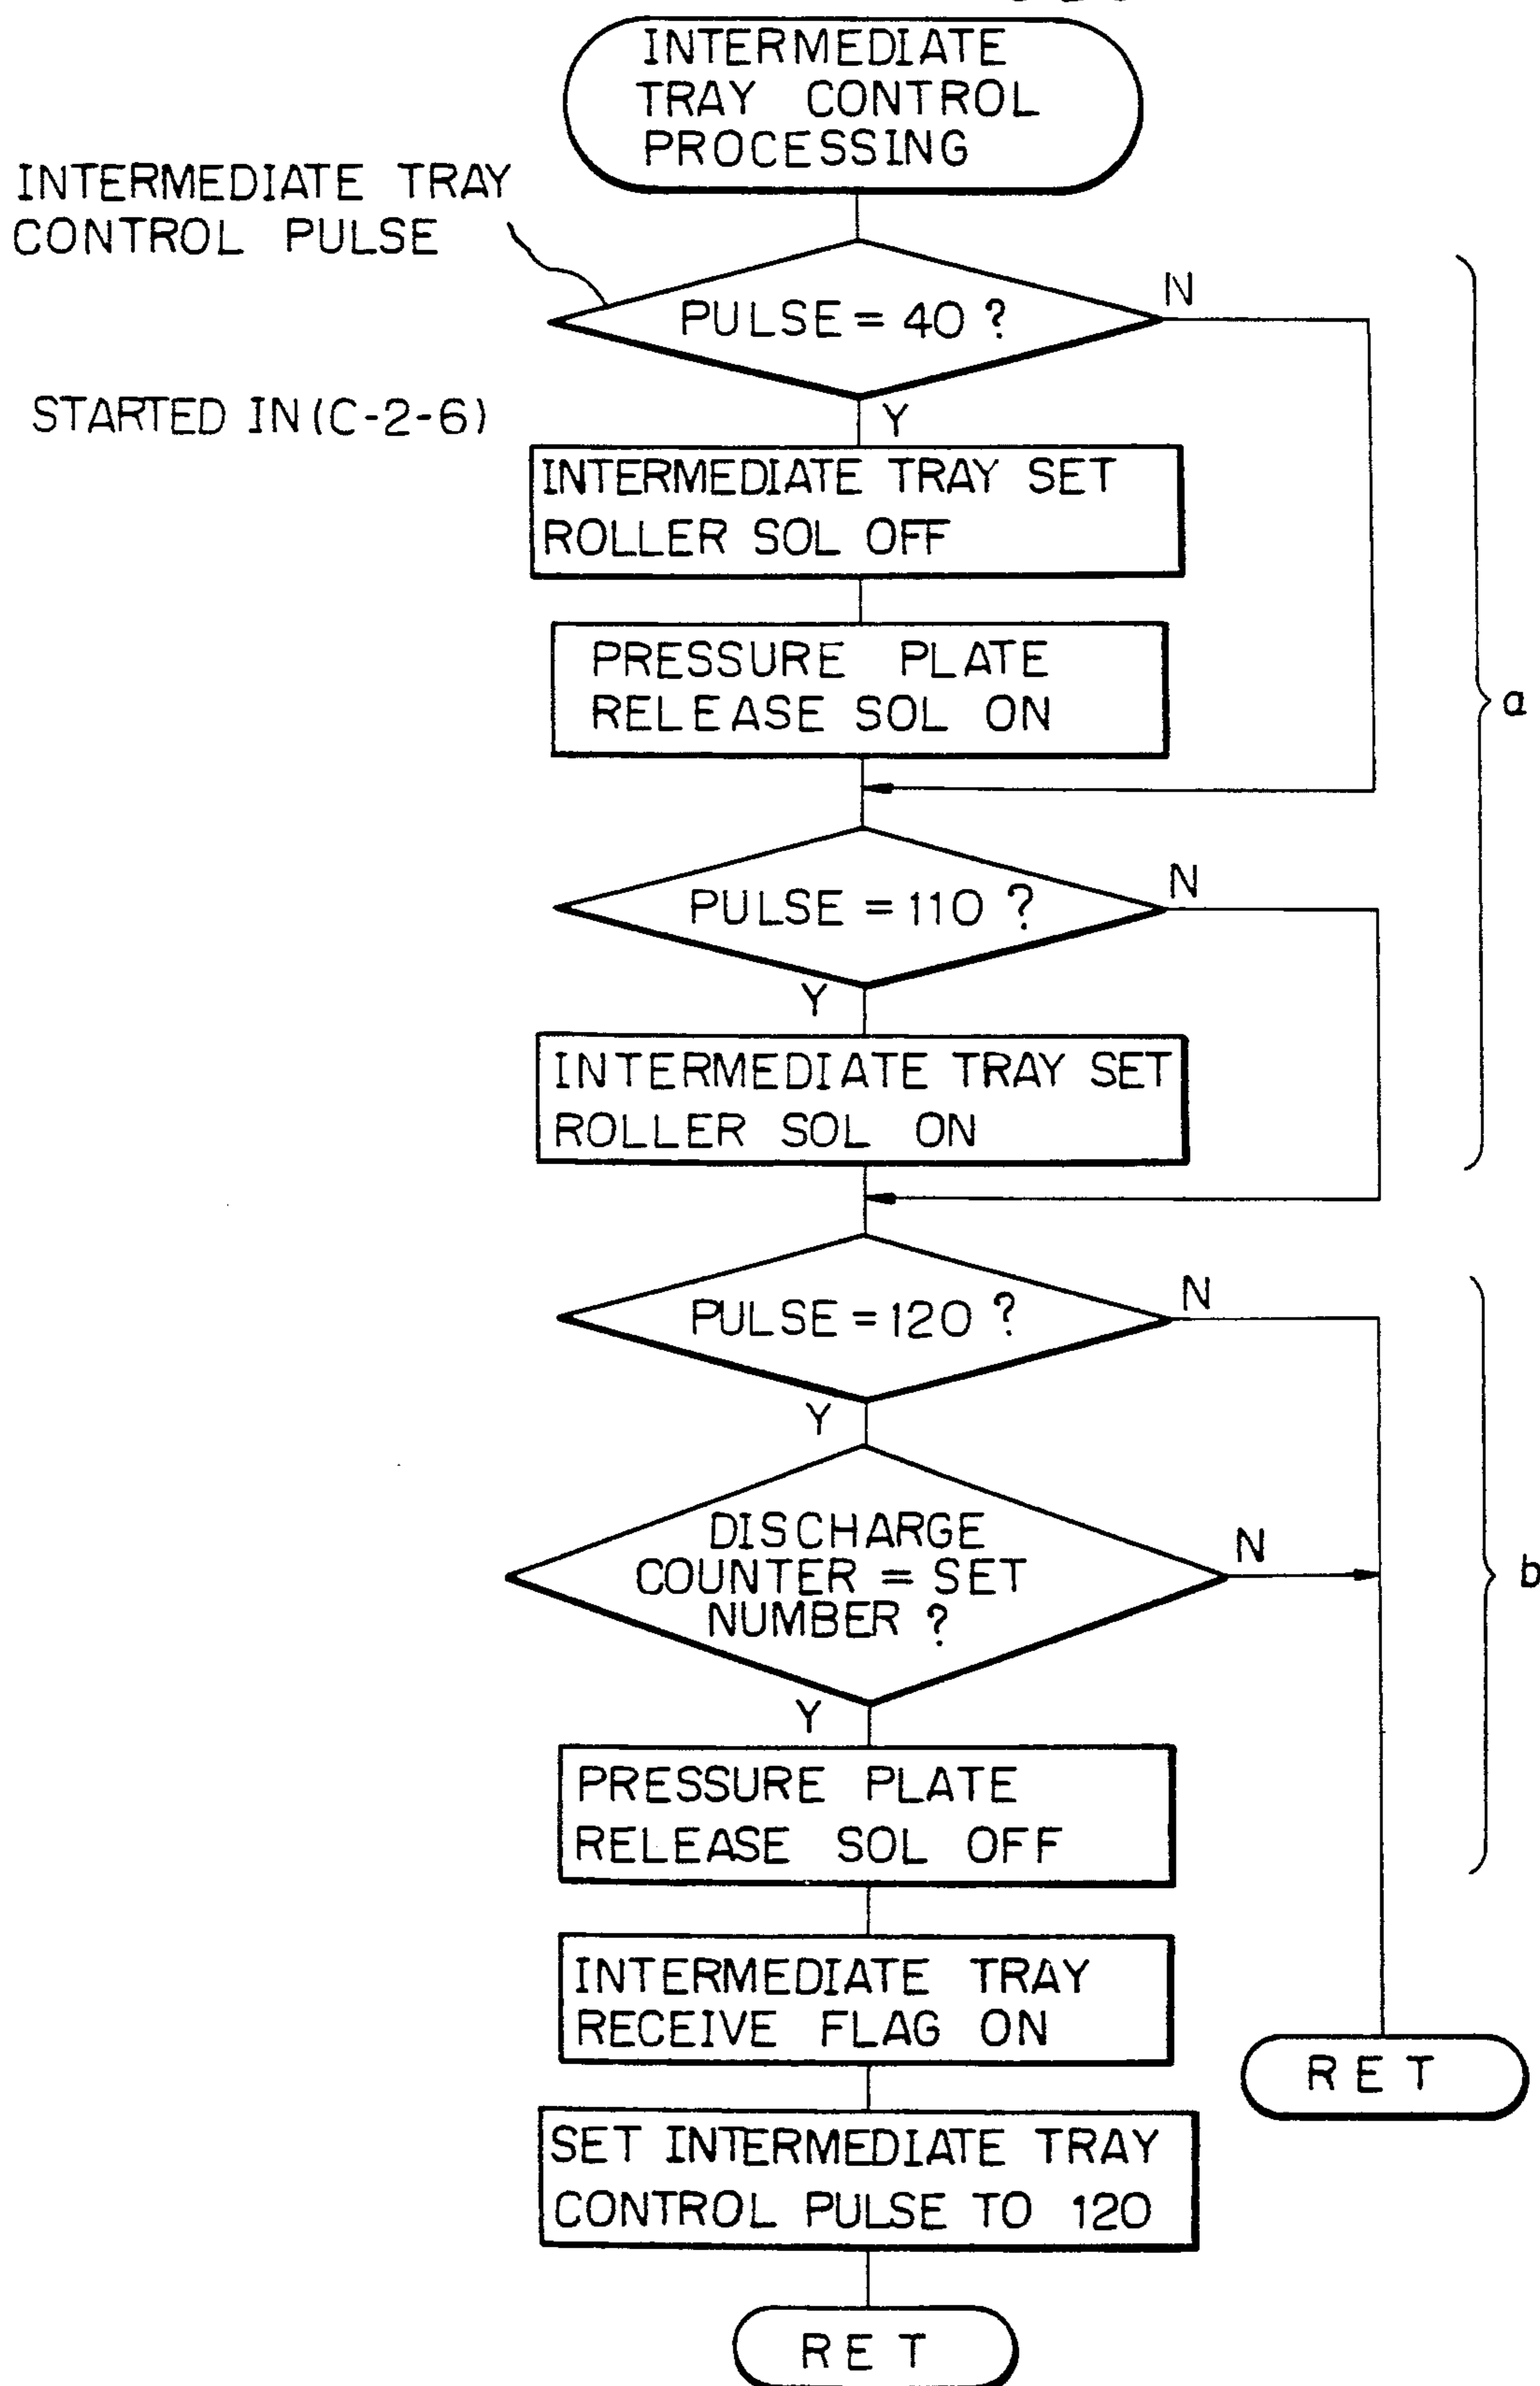 INTERMEDIATE
TRAY CONTROL
PROCESSING
INTERMEDIATE TRAY
CONTROL PULSE
PULSE = 40 ?
N
STARTED IN (C-2-6)
Y
INTERMEDIATE TRAY SET
ROLLER SOL OFF
PRESSURE PLATE
RELEASE SOL ON
a
PULSE = 110 ?
N
Y
INTERMEDIATE TRAY SET
ROLLER SOL ON
PULSE = 120 ?
N
Y
DISCHARGE
COUNTER = SET
NUMBER ?
N
b
Y
PRESSURE PLATE
RELEASE SOL OFF
INTERMEDIATE TRAY
RECEIVE FLAG ON
RET
SET INTERMEDIATE TRAY
CONTROL PULSE TO 120
RET